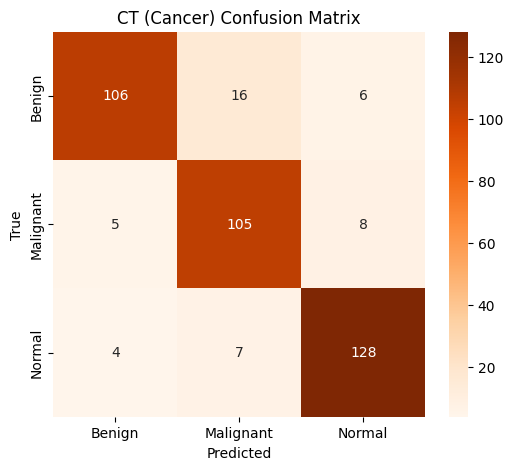 CT (Cancer) Confusion Matrix
Benign
106
16
6
True
Malignant
5
105
8
Normal
4
7
128
Benign
Malignant
Normal
Predicted
120
100
80
60
40
20